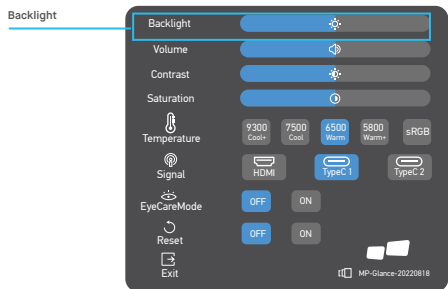 Backlight
Backlight
Volume
Contrast
Saturation
Temperature
9300 Cool+
7500 Cool
6500 Warm
5800 Warm+
sRGB
Signal
HDMI
TypeC 1
TypeC 2
EyeCareMode
OFF
ON
Reset
OFF
ON
Exit
MP-Glance-20220818